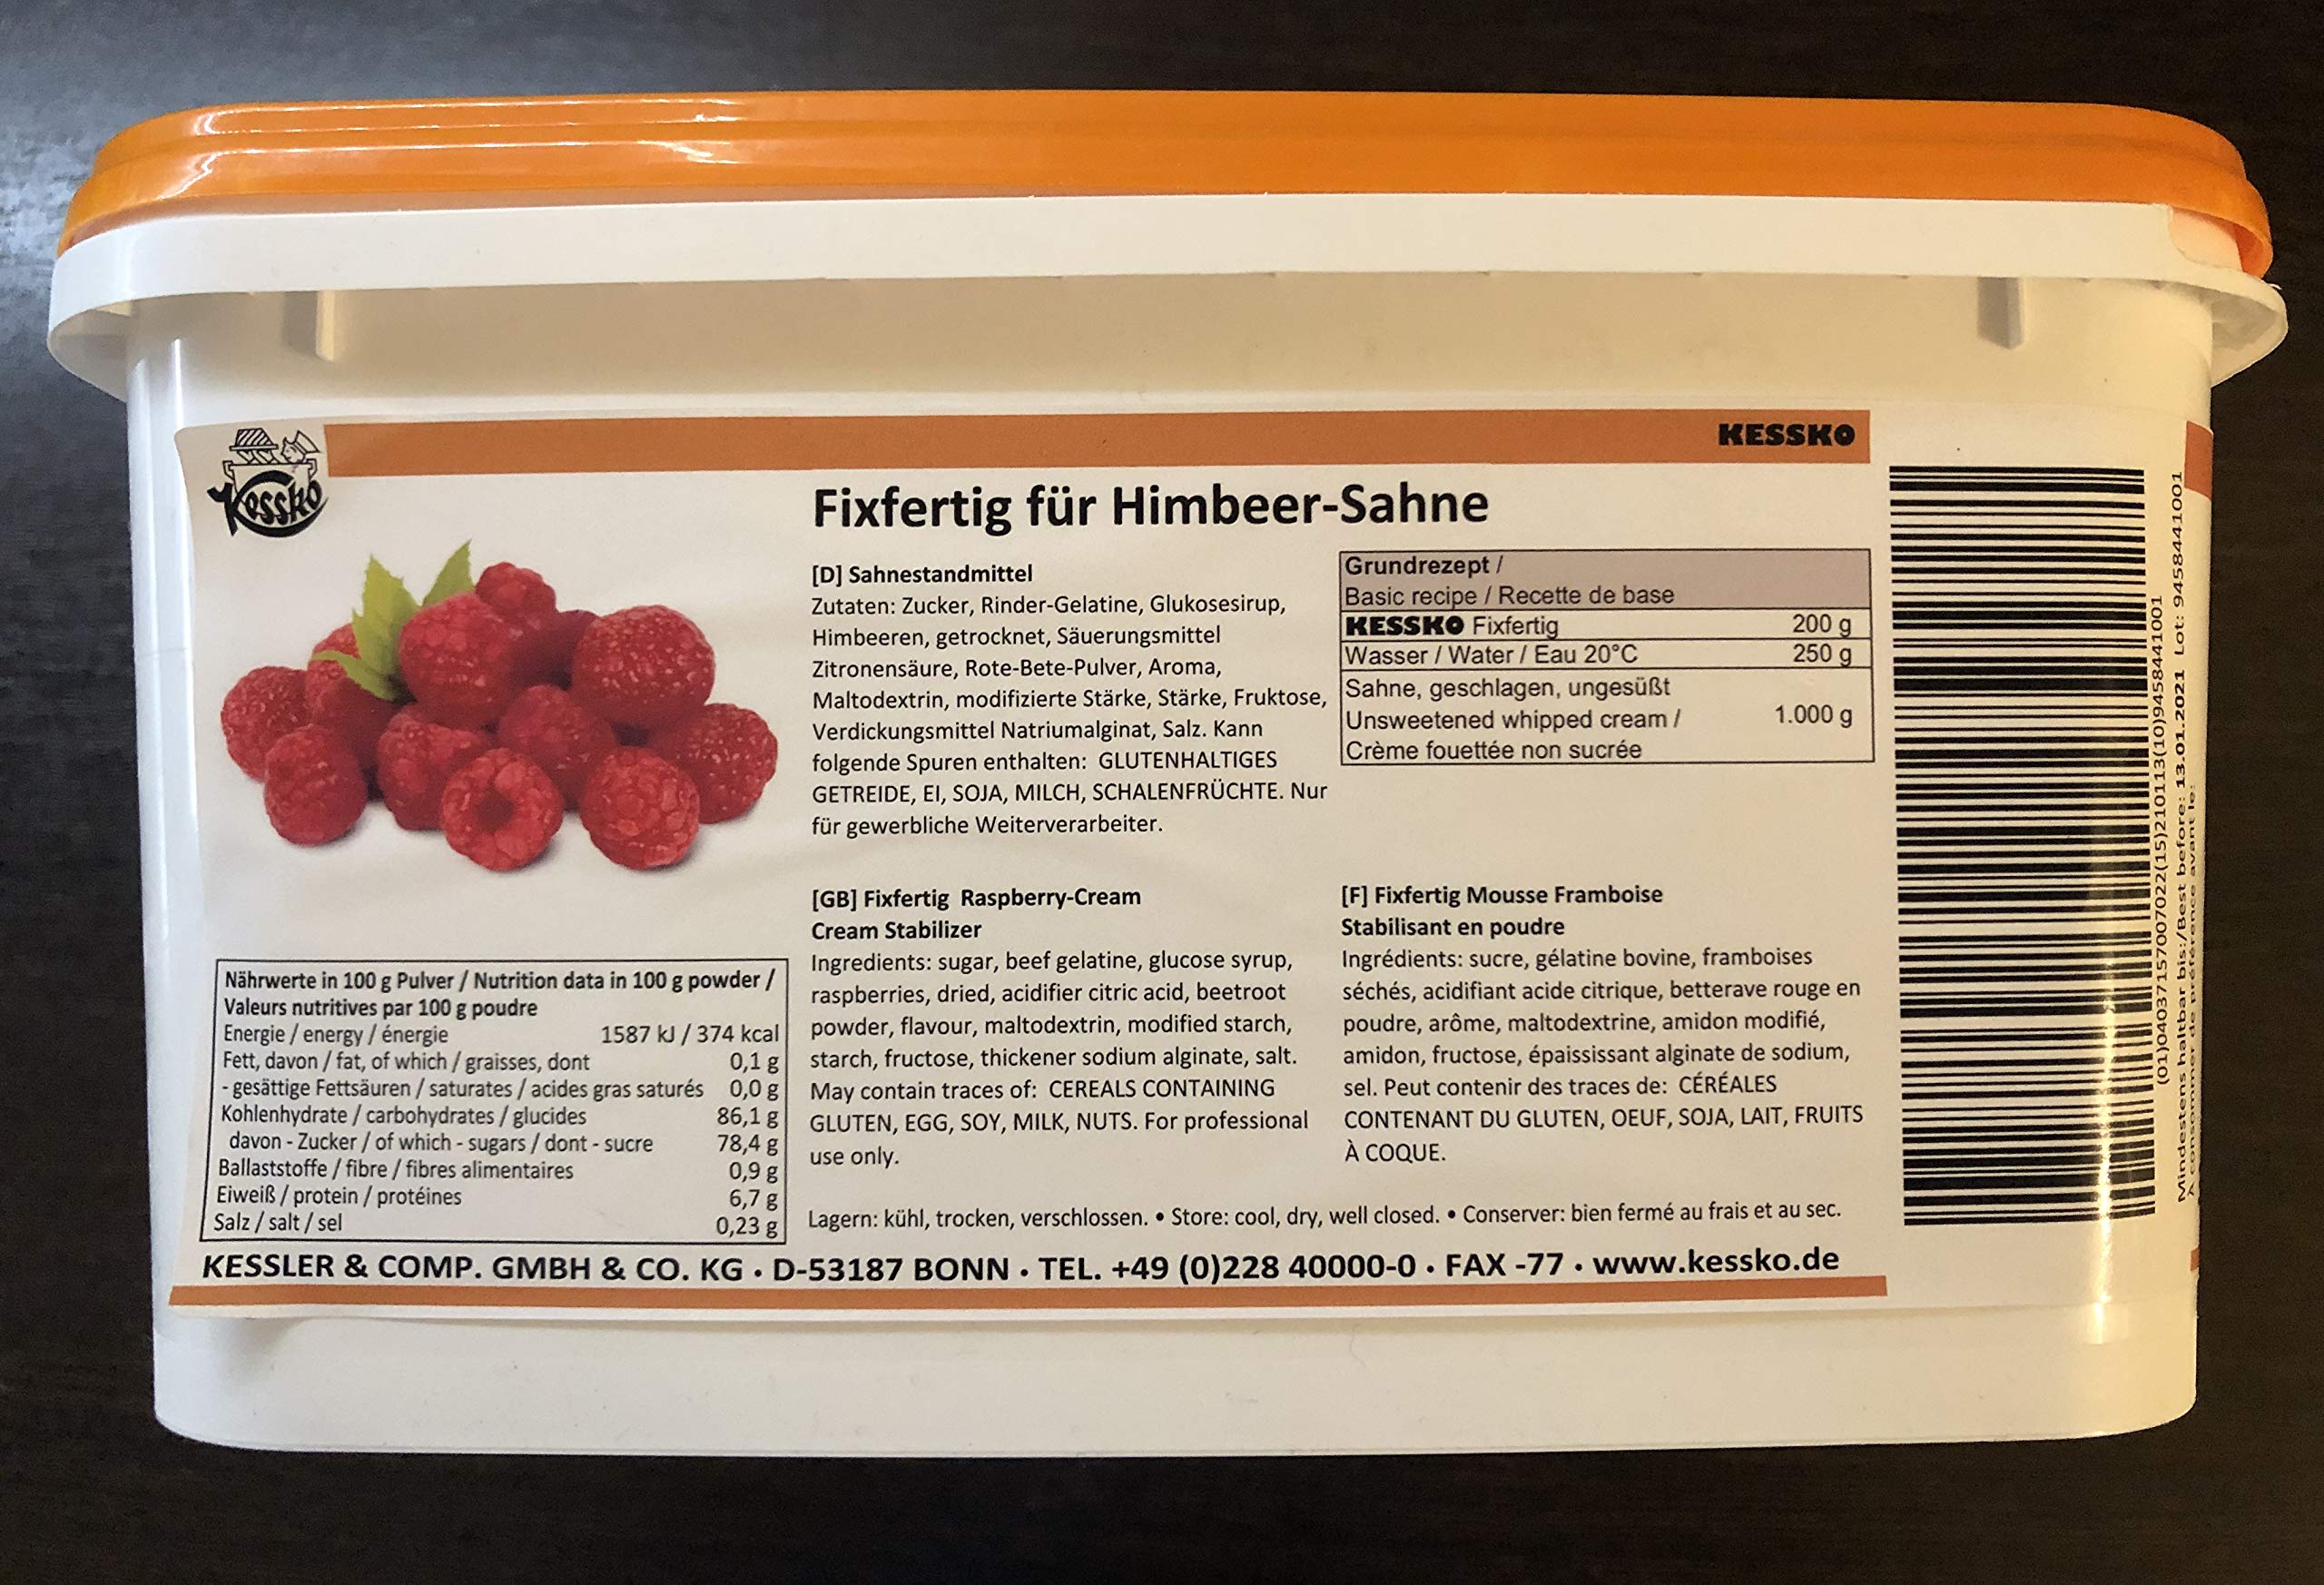 KESSKO
Kessko
Fixfertig für Himbeer-Sahne
[D] Sahnestandmittel
Zutaten: Zucker, Rinder-Gelatine, Glukosesirup,
Himbeeren, getrocknet, Säuerungsmittel
Zitronensäure, Rote-Bete-Pulver, Aroma,
Maltodextrin, modifizierte Stärke, Stärke, Fruktose,
Verdickungsmittel Natriumalginat, Salz. Kann
folgende Spuren enthalten: GLUTENHALTIGES
GETREIDE, EI, SOJA, MILCH, SCHALENFRÜCHTE. Nur
für gewerbliche Weiterverarbeiter.
Grundrezept /
Basic recipe / Recette de base
KESSKO Fixfertig 200 g
Wasser / Water / Eau 20°C 250 g
Sahne, geschlagen, ungesüßt
Unsweetened whipped cream / 1.000 g
Crème fouettée non sucrée
[GB] Fixfertig Raspberry-Cream
Cream Stabilizer
Ingredients: sugar, beef gelatine, glucose syrup,
raspberries, dried, acidifier citric acid, beetroot
powder, flavour, maltodextrin, modified starch,
starch, fructose, thickener sodium alginate, salt.
May contain traces of: CEREALS CONTAINING
GLUTEN, EGG, SOY, MILK, NUTS. For professional
use only.
[F] Fixfertig Mousse Framboise
Stabilisant en poudre
Ingrédients: sucre, gélatine bovine, framboises
séchés, acidifiant acide citrique, betterave rouge en
poudre, arôme, maltodextrine, amidon modifié,
amidon, fructose, épaississant alginate de sodium,
sel. Peut contenir des traces de: CÉRÉALES
CONTENANT DU GLUTEN, OEUF, SOJA, LAIT, FRUITS
À COQUE.
Nährwerte in 100 g Pulver / Nutrition data in 100 g powder /
Valeurs nutritives par 100 g poudre
Energie / energy / énergie 1587 kJ / 374 kcal
Fett, davon / fat, of which / graisses, dont 0,1 g
- gesättige Fettsäuren / saturates / acides gras saturés 0,0 g
Kohlenhydrate / carbohydrates / glucides 86,1 g
davon - Zucker / of which - sugars / dont - sucre 78,4 g
Ballaststoffe / fibre / fibres alimentaires 0,9 g
Eiweiß / protein / protéines 6,7 g
Salz / salt / sel 0,23 g
Lagern: kühl, trocken, verschlossen. • Store: cool, dry, well closed. • Conserver: bien fermé au frais et au sec.
KESSLER & COMP. GMBH & CO. KG • D-53187 BONN • TEL. +49 (0)228 40000-0 • FAX -77 • www.kessko.de
(01)04037157007022(15)210113(10)9458441001
Mindestens haltbar bis:/Best before: 13.01.2021 Lot: 9458441001
A consommer de préférence avant le: